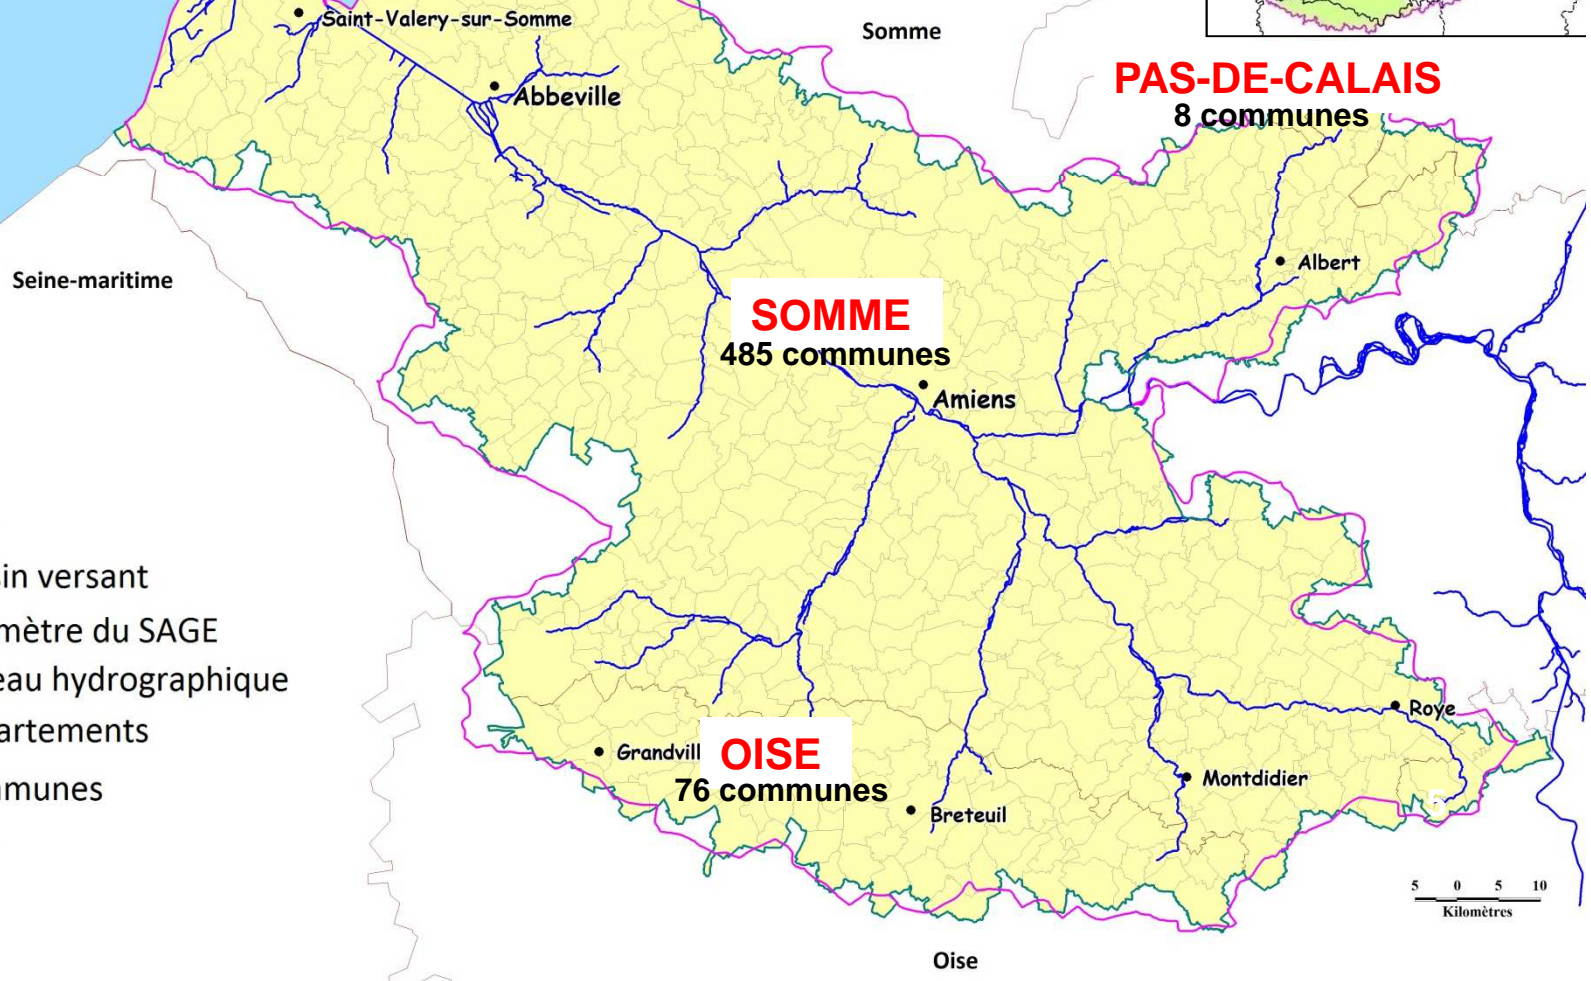 Saint-Valery-sur-Somme
Somme
Abbeville
PAS-DE-CALAIS
8 communes
Seine-maritime
Albert
SOMME
485 communes
Amiens
in versant
mètre du SAGE
eau hydrographique
artements
munes
Roye
Grandvill
OISE
76 communes
Montdidier
Breteuil
5
5 0 5 10
Kilomètres
Oise